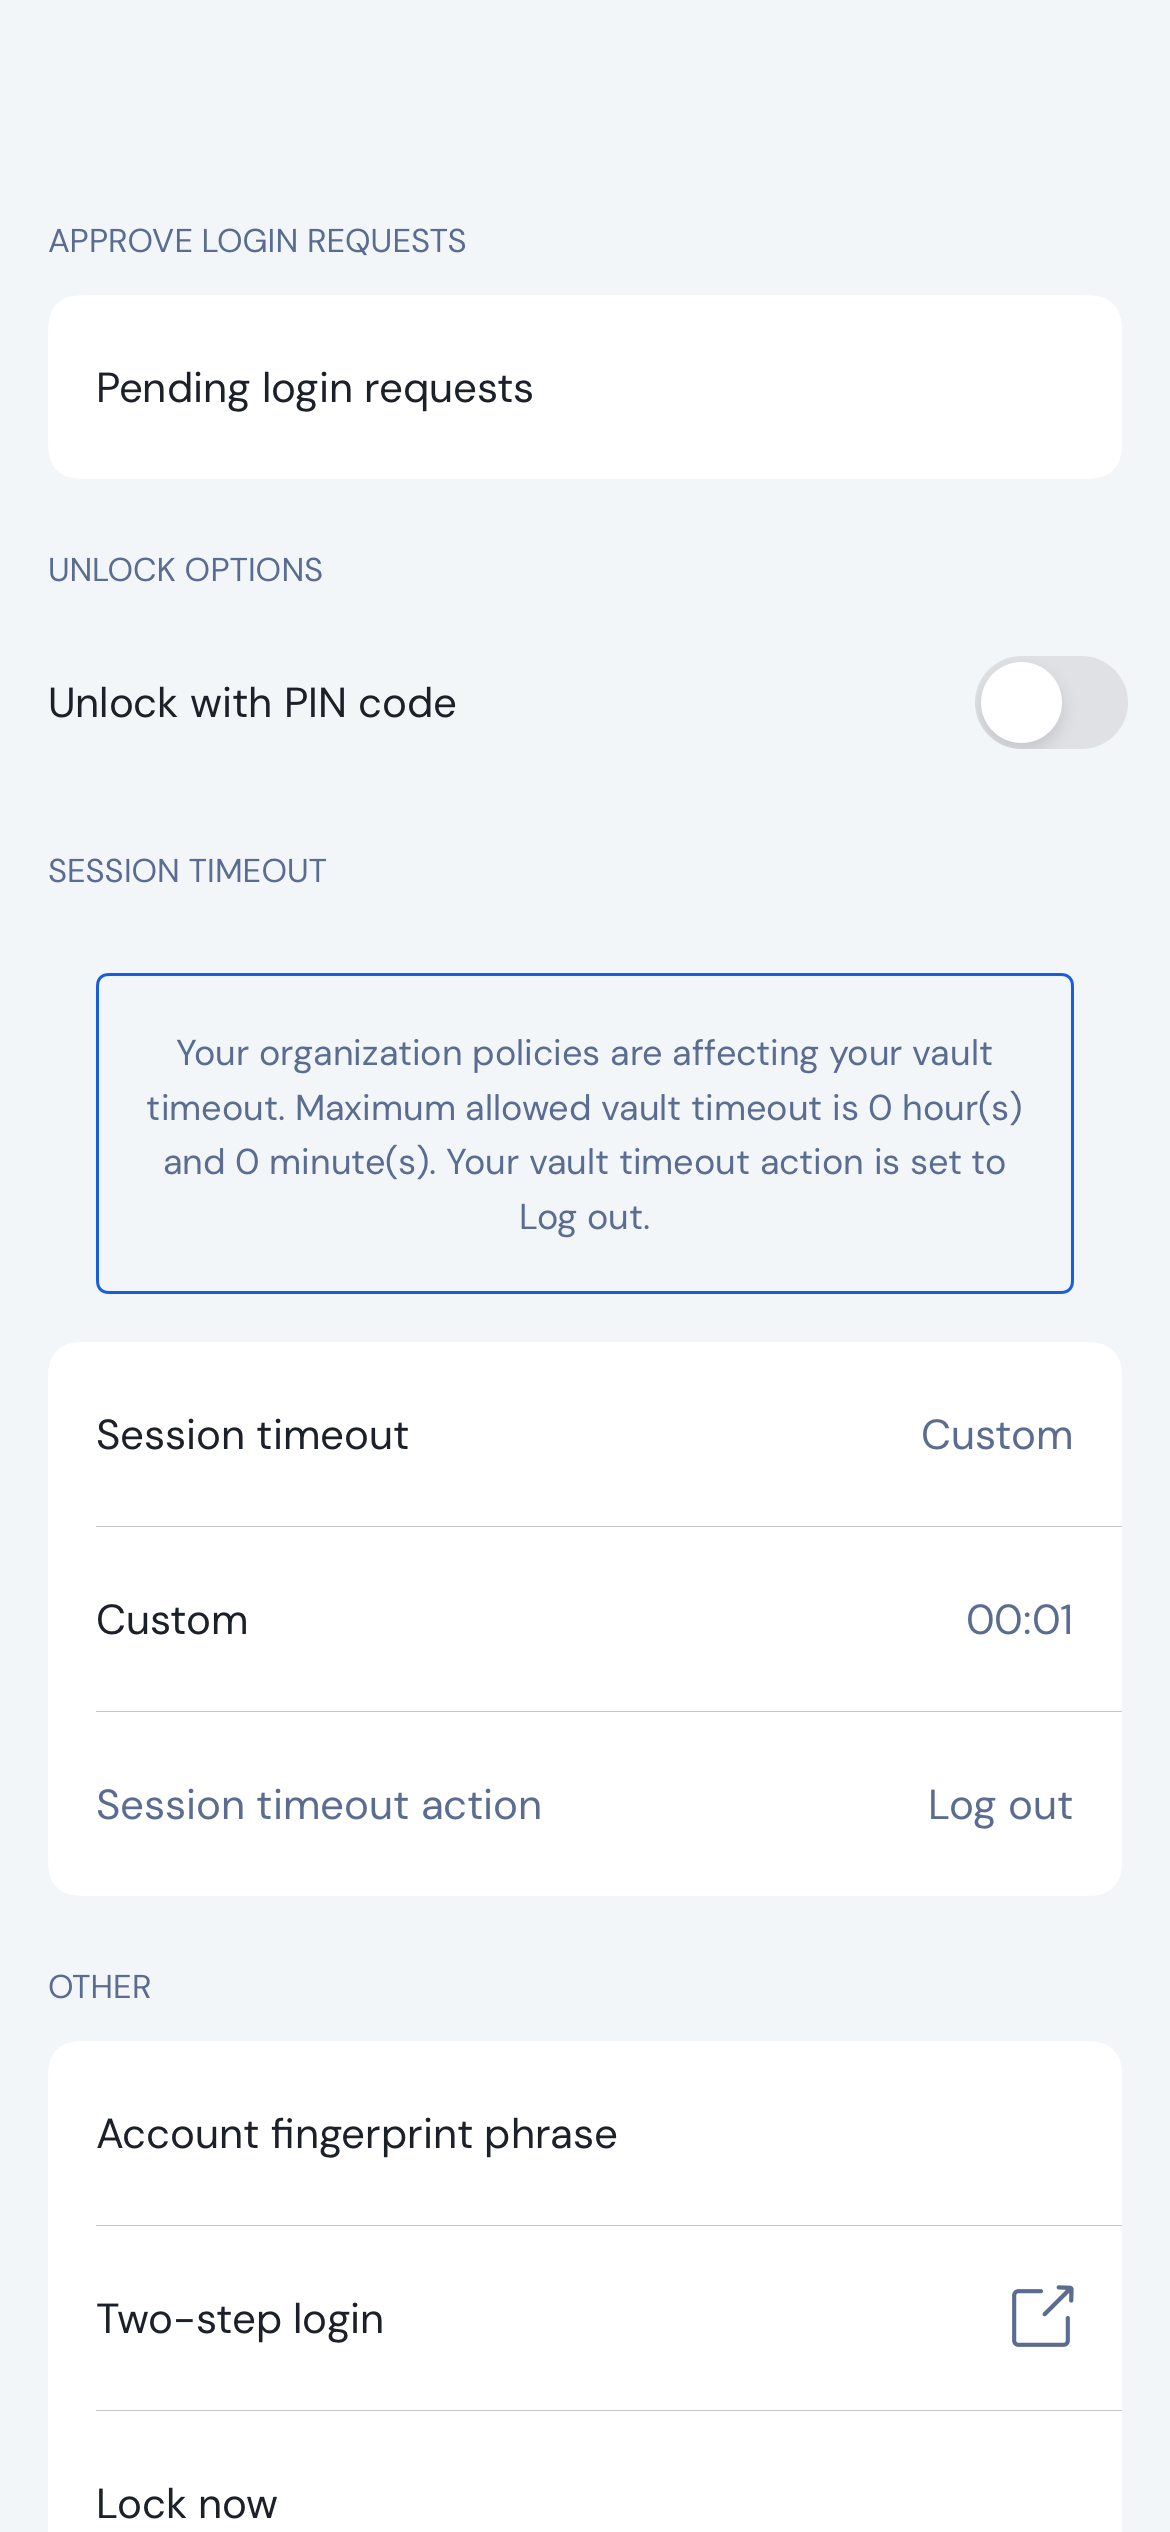 APPROVE LOGIN REQUESTS
Pending login requests
UNLOCK OPTIONS
Unlock with PIN code
SESSION TIMEOUT
Your organization policies are affecting your vault
timeout. Maximum allowed vault timeout is 0 hour(s)
and 0 minute(s). Your vault timeout action is set to
Log out.
Session timeout Custom
Custom 00:01
Session timeout action Log out
OTHER
Account fingerprint phrase
Two-step login
Lock now